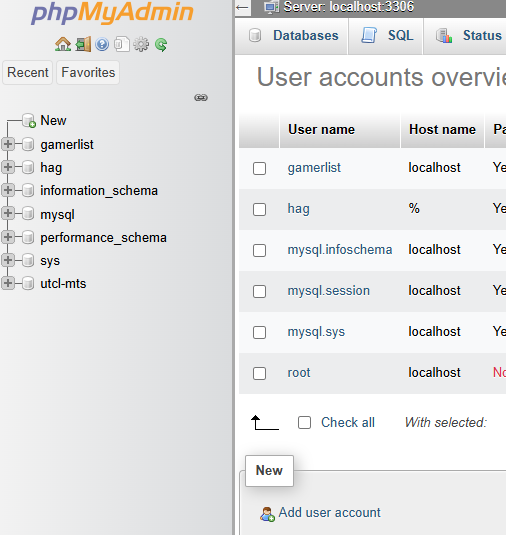 phpMyAdmin
Recent Favorites
New
gamerlist
hag
information_schema
mysql
performance_schema
sys
utcl-mts
Server: localhost:3306
Databases SQL Status
User accounts overvi
User name Host name Pa
gamerlist localhost Ye
hag % Ye
mysql.infoschema localhost Ye
mysql.session localhost Ye
mysql.sys localhost Ye
root localhost No
Check all With selected:
New
Add user account